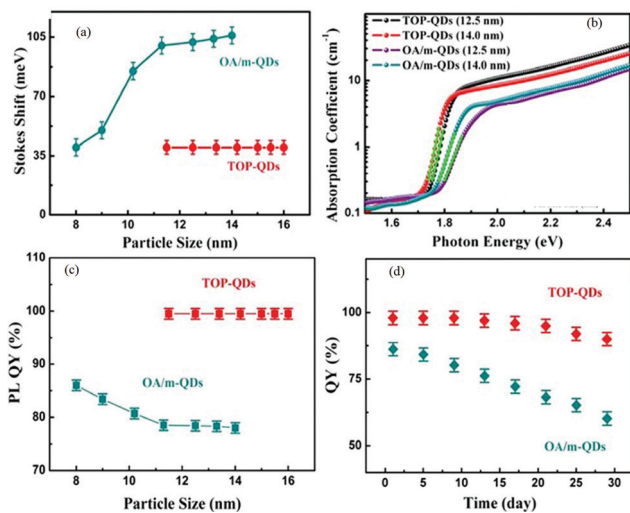 (a)
Stokes Shift (meV)
105
70
35
0
OA/m-QDs
TOP-QDs
8 10 12 14 16
Particle Size (nm)
(b)
Absorption Coefficient (cm⁻¹)
TOP-QDs (12.5 nm)
TOP-QDs (14.0 nm)
OA/m-QDs (12.5 nm)
OA/m-QDs (14.0 nm)
10
1
0.1
1.6 1.8 2.0 2.2 2.4
Photon Energy (eV)
(c)
PL QY (%)
110
100
90
80
70
TOP-QDs
OA/m-QDs
8 10 12 14 16
Particle Size (nm)
(d)
QY (%)
100
75
50
TOP-QDs
OA/m-QDs
0 5 10 15 20 25 30
Time (day)